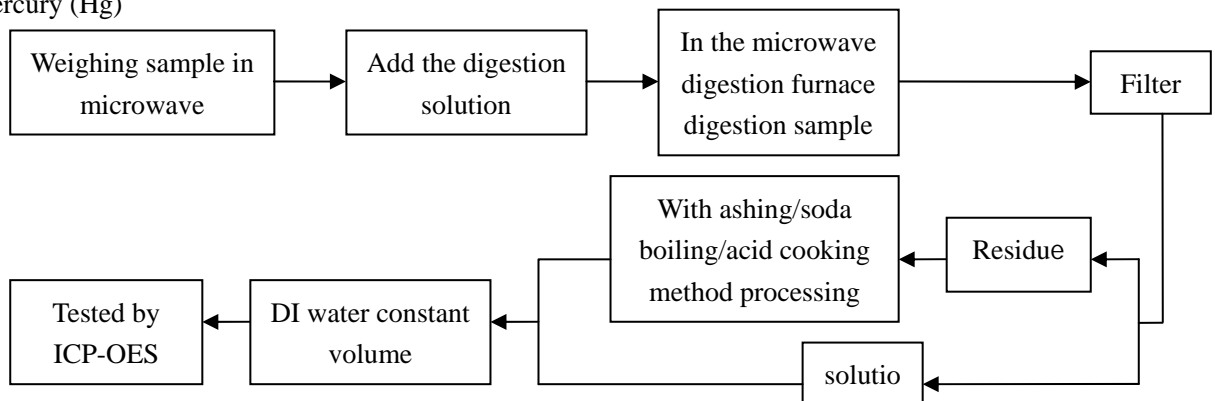 ercury (Hg)
Weighing sample in
microwave
Add the digestion
solution
In the microwave
digestion furnace
digestion sample
Filter
With ashing/soda
boiling/acid cooking
method processing
Residue
Tested by
ICP-OES
DI water constant
volume
solutio